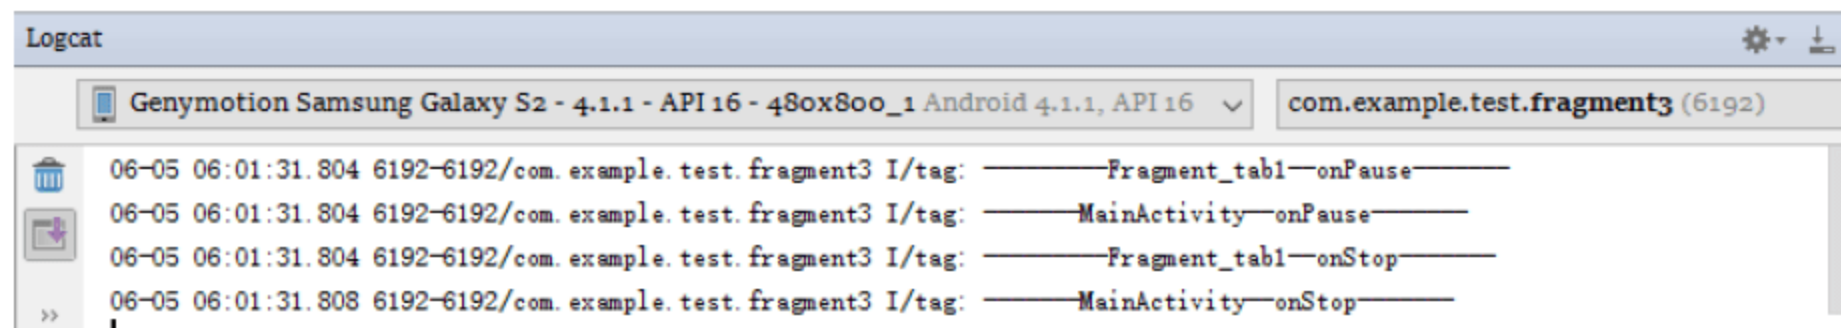 Logcat
Genymotion Samsung Galaxy S2 - 4.1.1 - API 16 - 480x800_1 Android 4.1.1, API 16 com.example.test.fragment3 (6192)
06-05 06:01:31.804 6192-6192/com.example.test.fragment3 I/tag: —————————Fragment_tab1——onPause———————
06-05 06:01:31.804 6192-6192/com.example.test.fragment3 I/tag: ———————MainActivity——onPause———————
06-05 06:01:31.804 6192-6192/com.example.test.fragment3 I/tag: —————————Fragment_tab1——onStop———————
06-05 06:01:31.808 6192-6192/com.example.test.fragment3 I/tag: ———————MainActivity——onStop———————